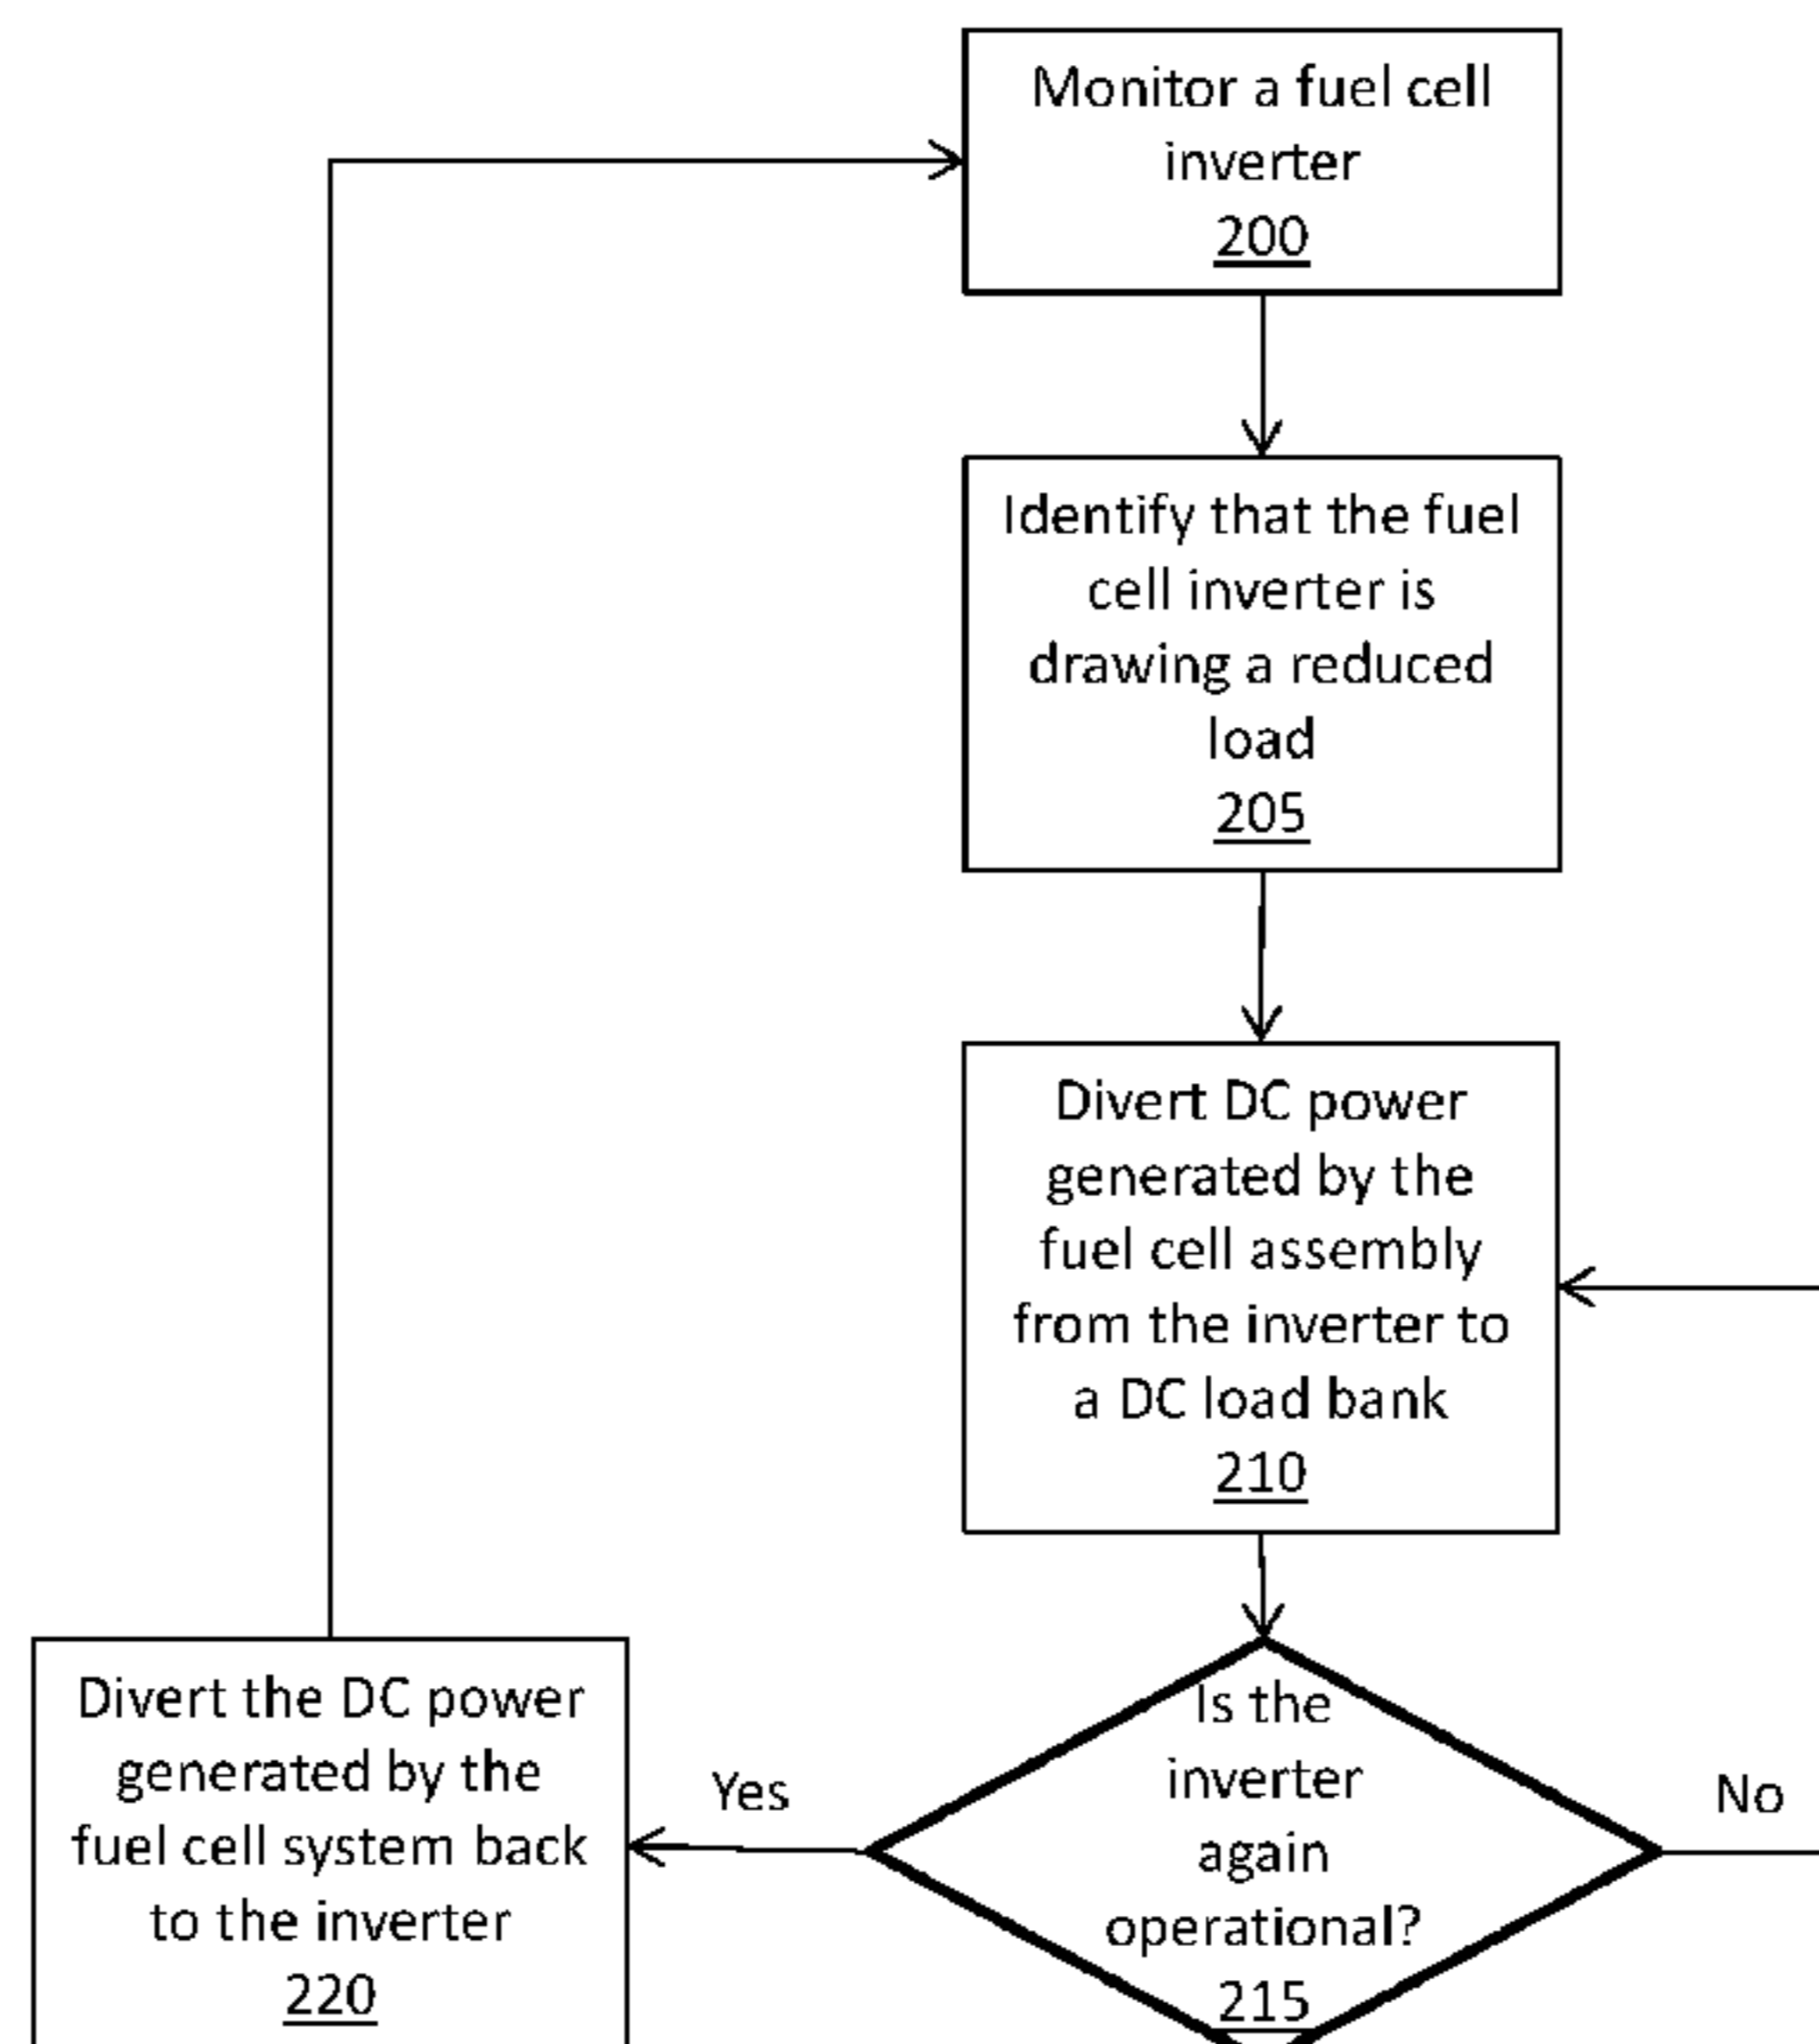 Monitor a fuel cell
inverter
200
Identify that the fuel
cell inverter is
drawing a reduced
load
205
Divert DC power
generated by the
fuel cell assembly
from the inverter to
a DC load bank
210
Is the
inverter
again
operational?
215
Yes
No
Divert the DC power
generated by the
fuel cell system back
to the inverter
220